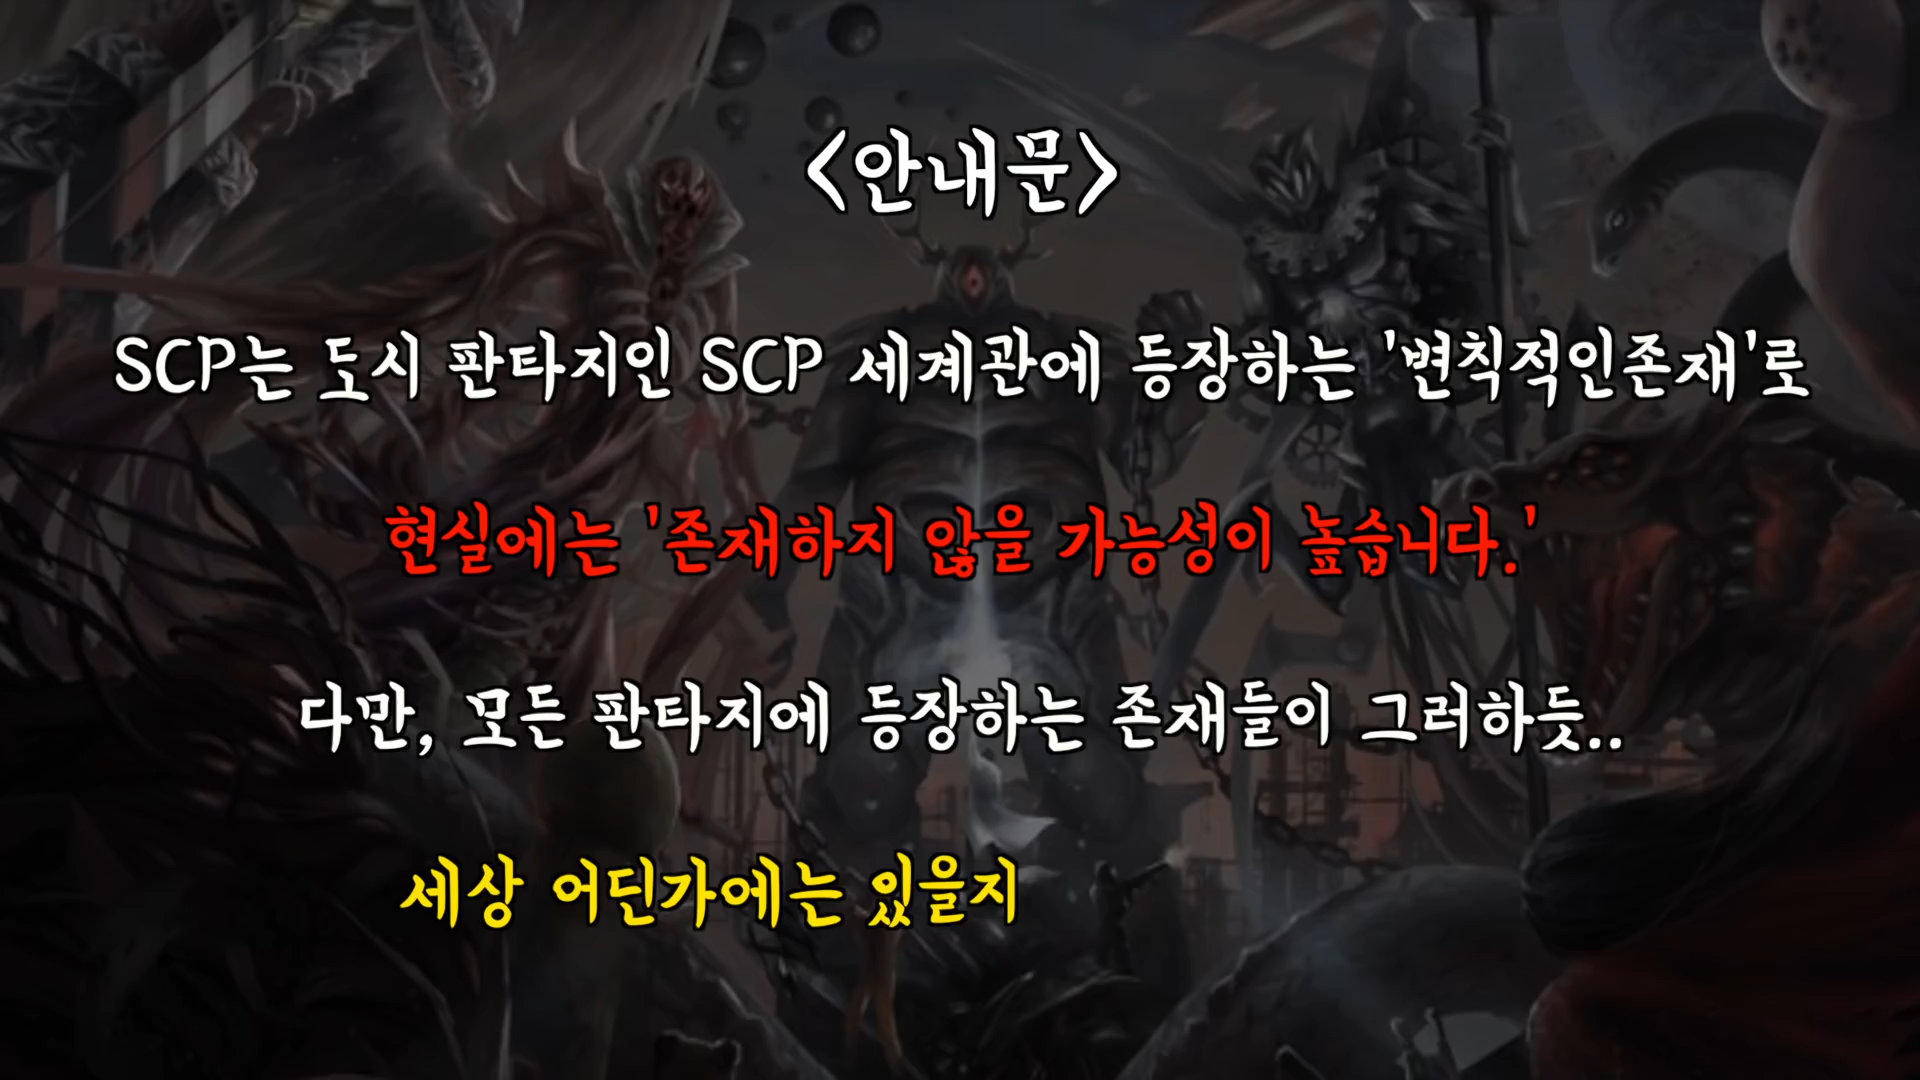 <안내문>
SCP는 도시 판타지인 SCP 세계관에 등장하는 '변칙적인존재'로
현실에는 '존재하지 않을 가능성이 높습니다.'
다만, 모든 판타지에 등장하는 존재들이 그러하듯..
세상 어딘가에는 있을지